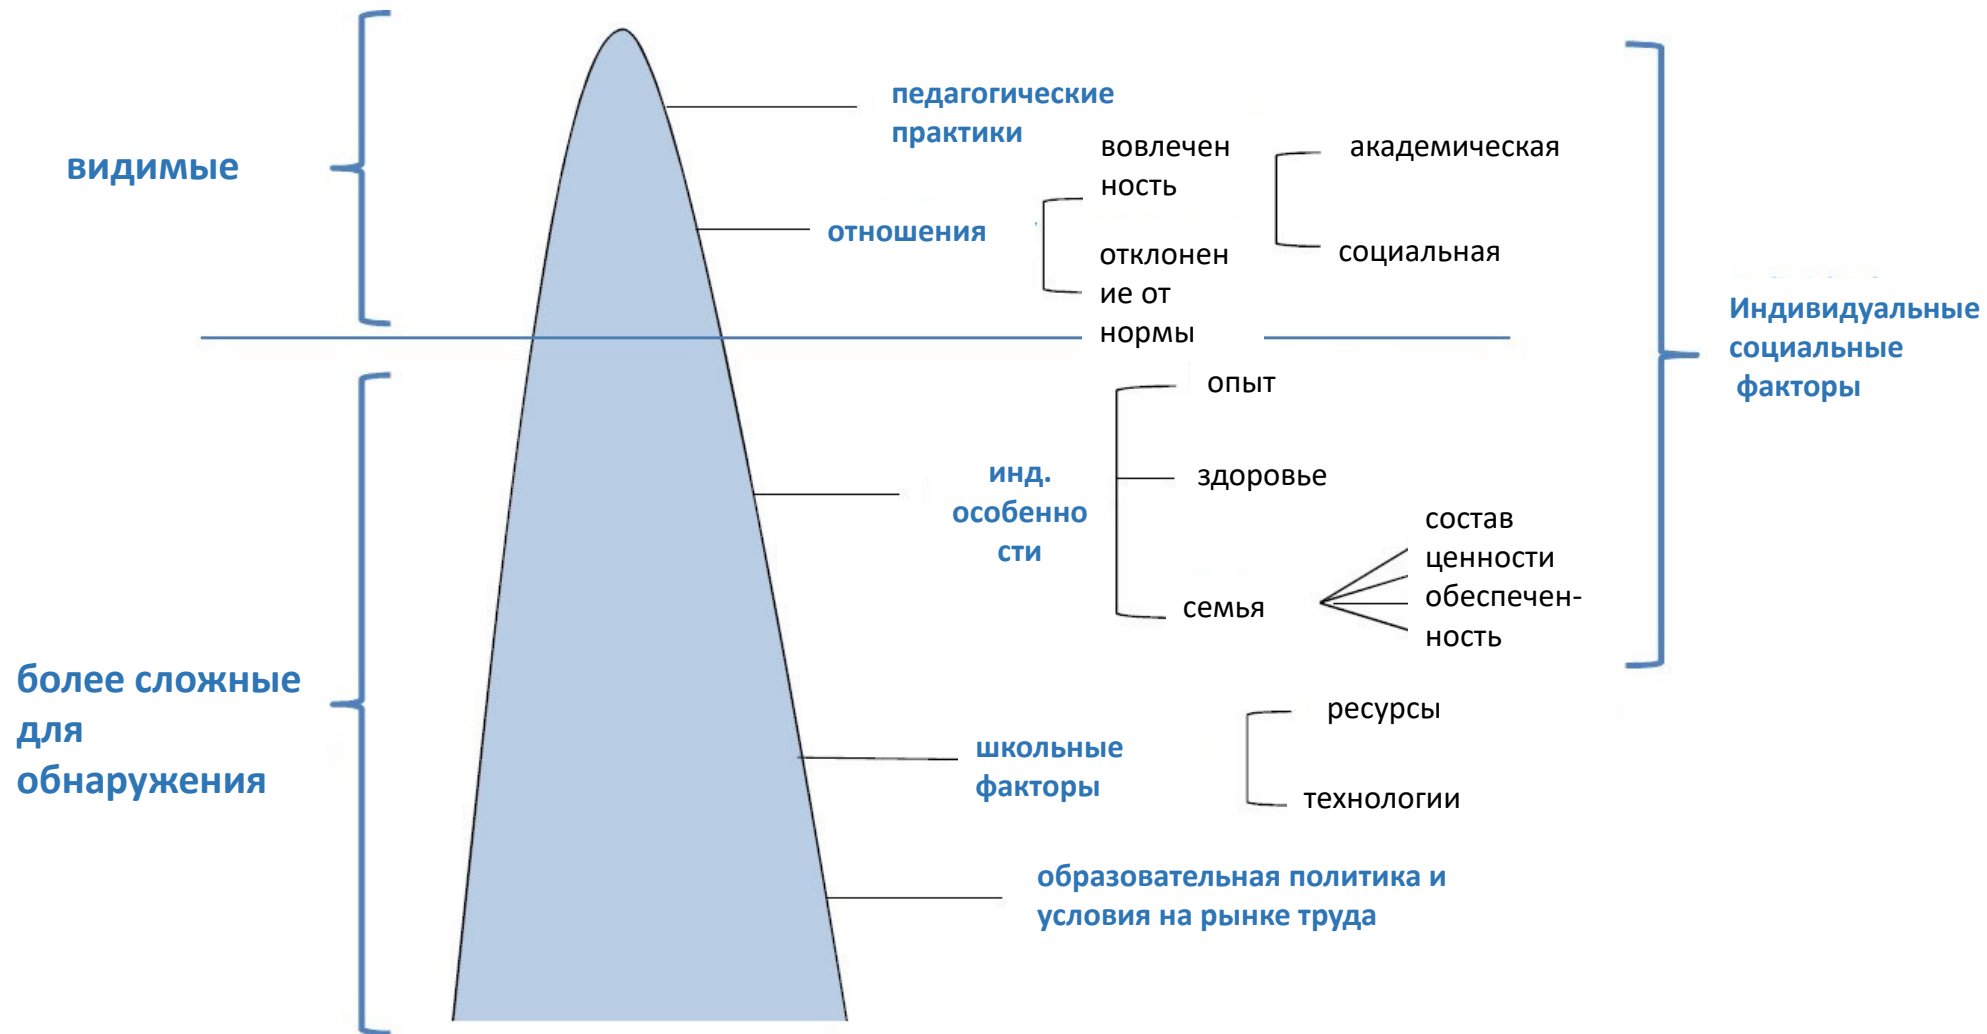 видимые
педагогические
практики
вовлечен
ность
академическая
отношения
отклонен
ие от
нормы
социальная
Индивидуальные
социальные
факторы
опыт
инд.
особенно
сти
здоровье
семья
состав
ценности
обеспечен-
ность
более сложные
для
обнаружения
школьные
факторы
ресурсы
технологии
образовательная политика и
условия на рынке труда